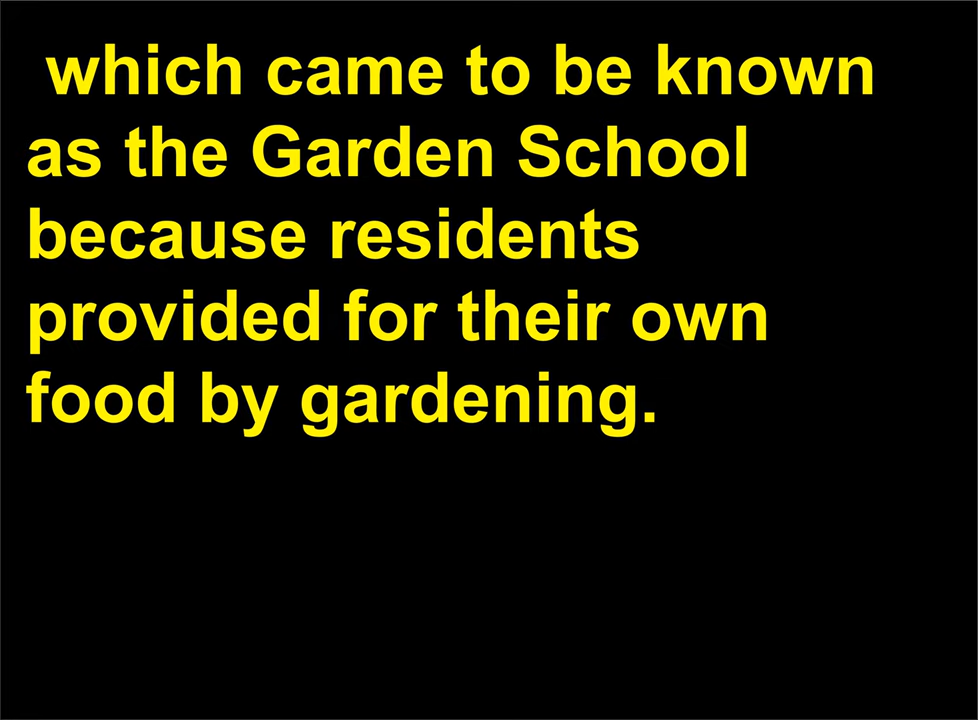 which came to be known
as the Garden School
because residents
provided for their own
food by gardening.